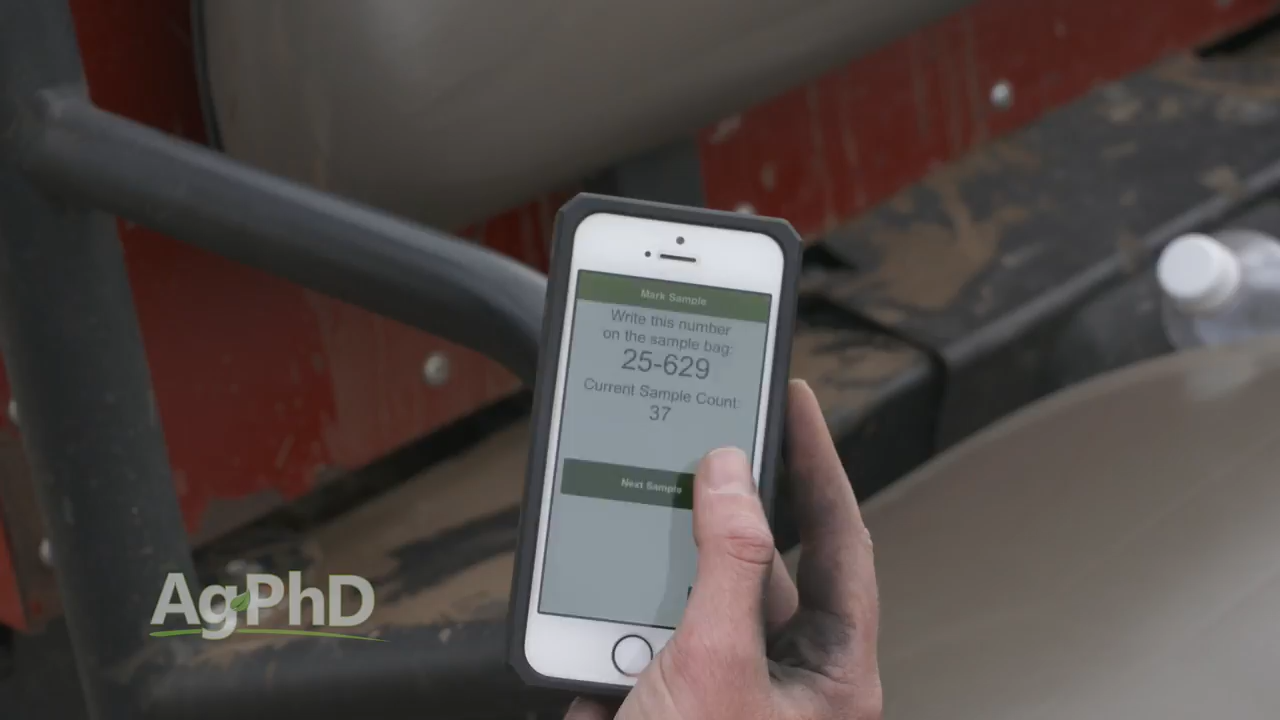 Mark Sample
Write this number
on the sample bag:
25-629
Current Sample Count:
37
Next Sample
AgPhD